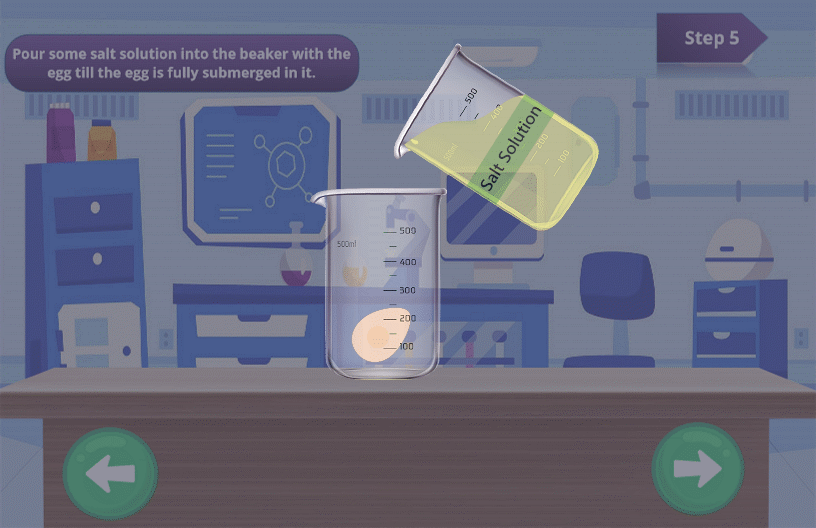 Pour some salt solution into the beaker with the
egg till the egg is fully submerged in it.
Step 5
500
400
Salt Solution
200
100
500
500ml
400
300
200
100